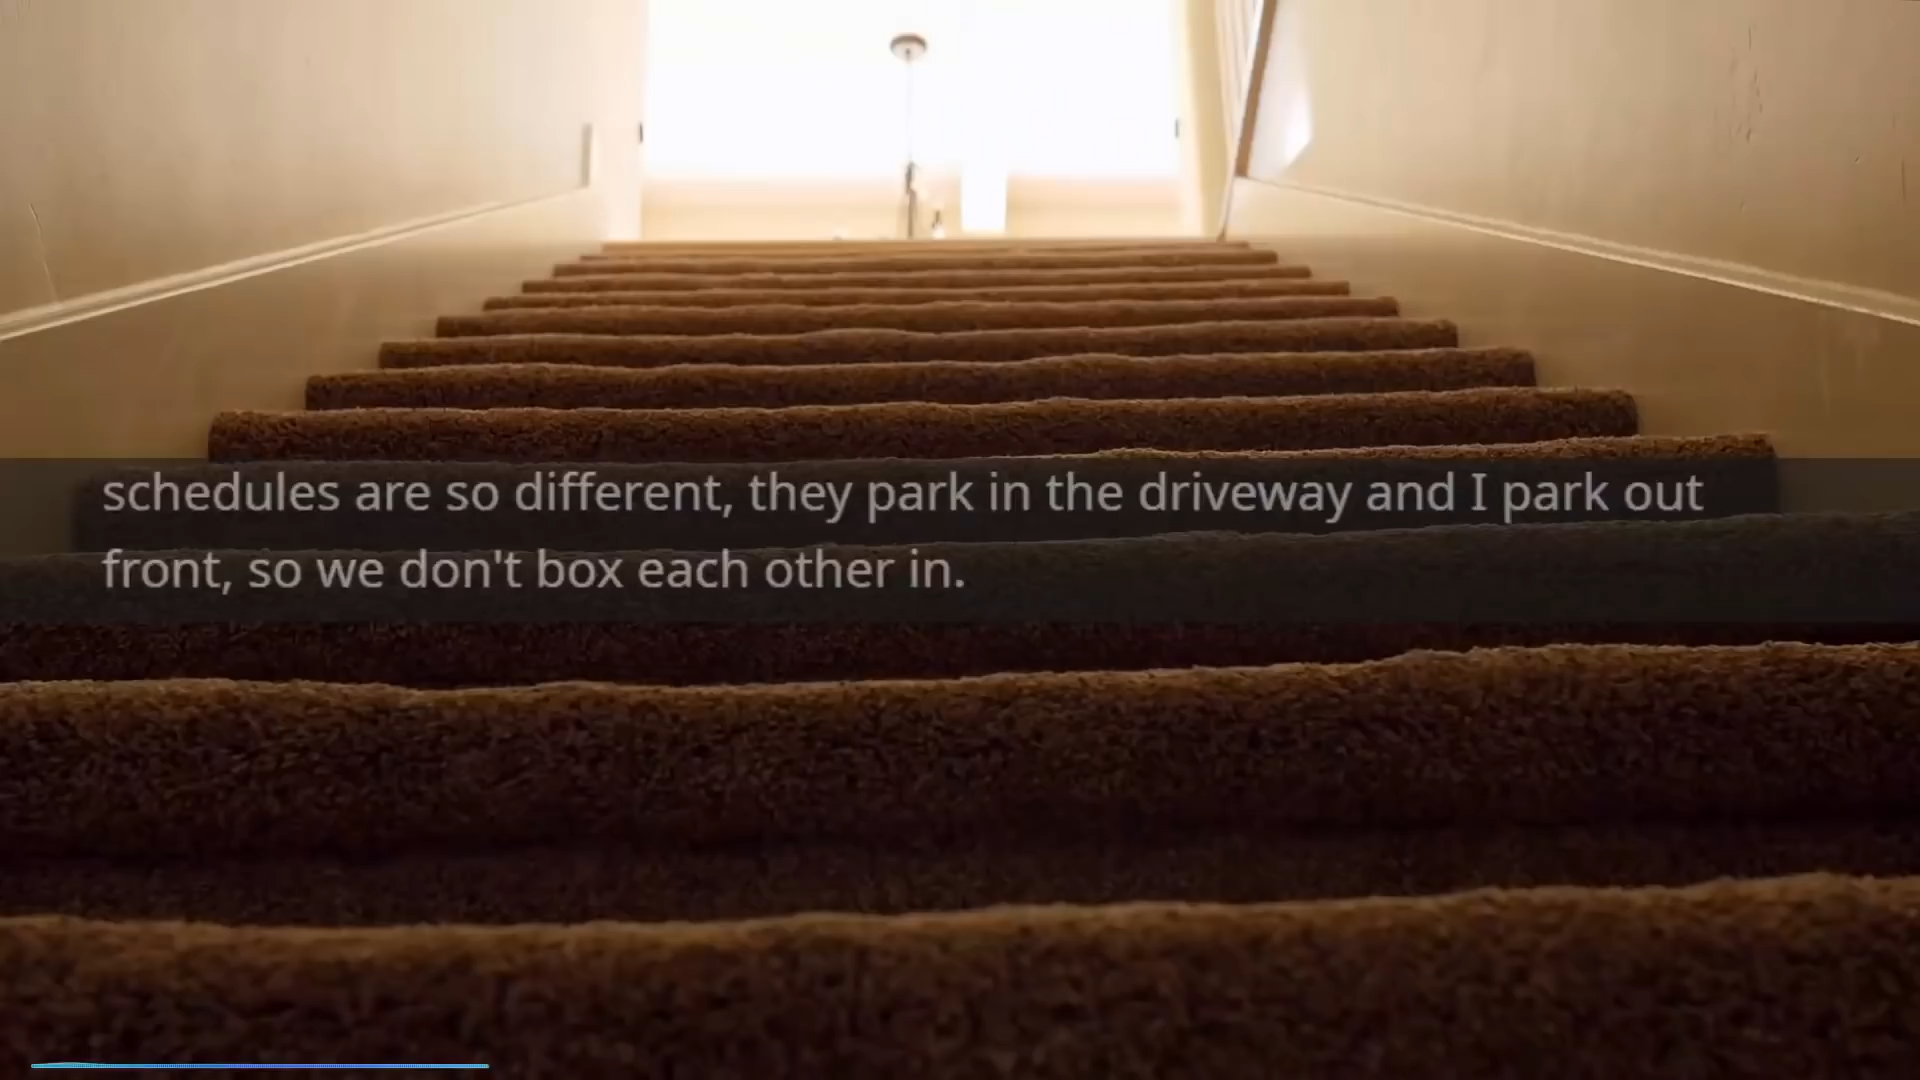 schedules are so different, they park in the driveway and I park out
front, so we don't box each other in.